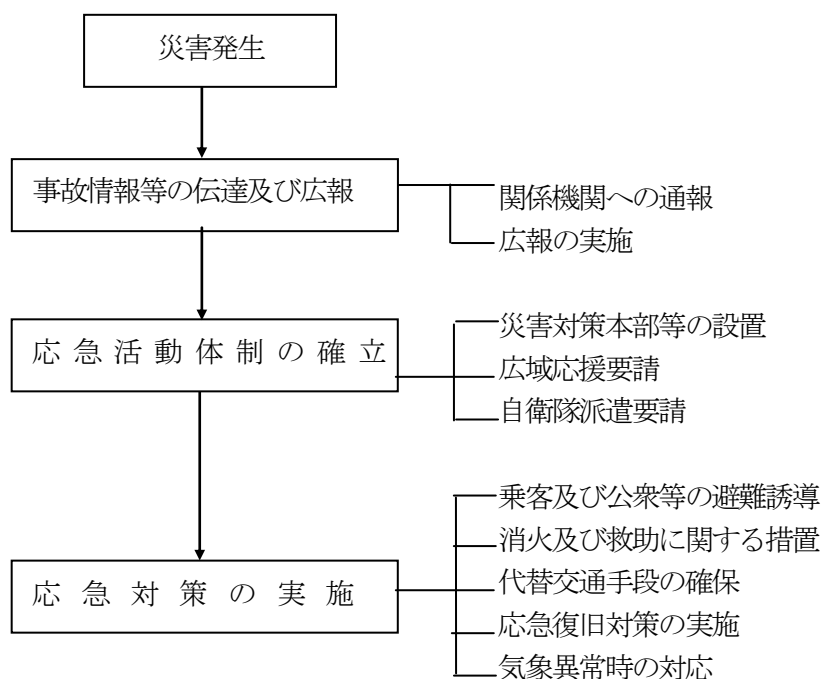 災害発生
事故情報等の伝達及び広報
関係機関への通報
広報の実施
応急活動体制の確立
災害対策本部等の設置
広域応援要請
自衛隊派遣要請
応急対策の実施
乗客及び公衆等の避難誘導
消火及び救助に関する措置
代替交通手段の確保
応急復旧対策の実施
気象異常時の対応